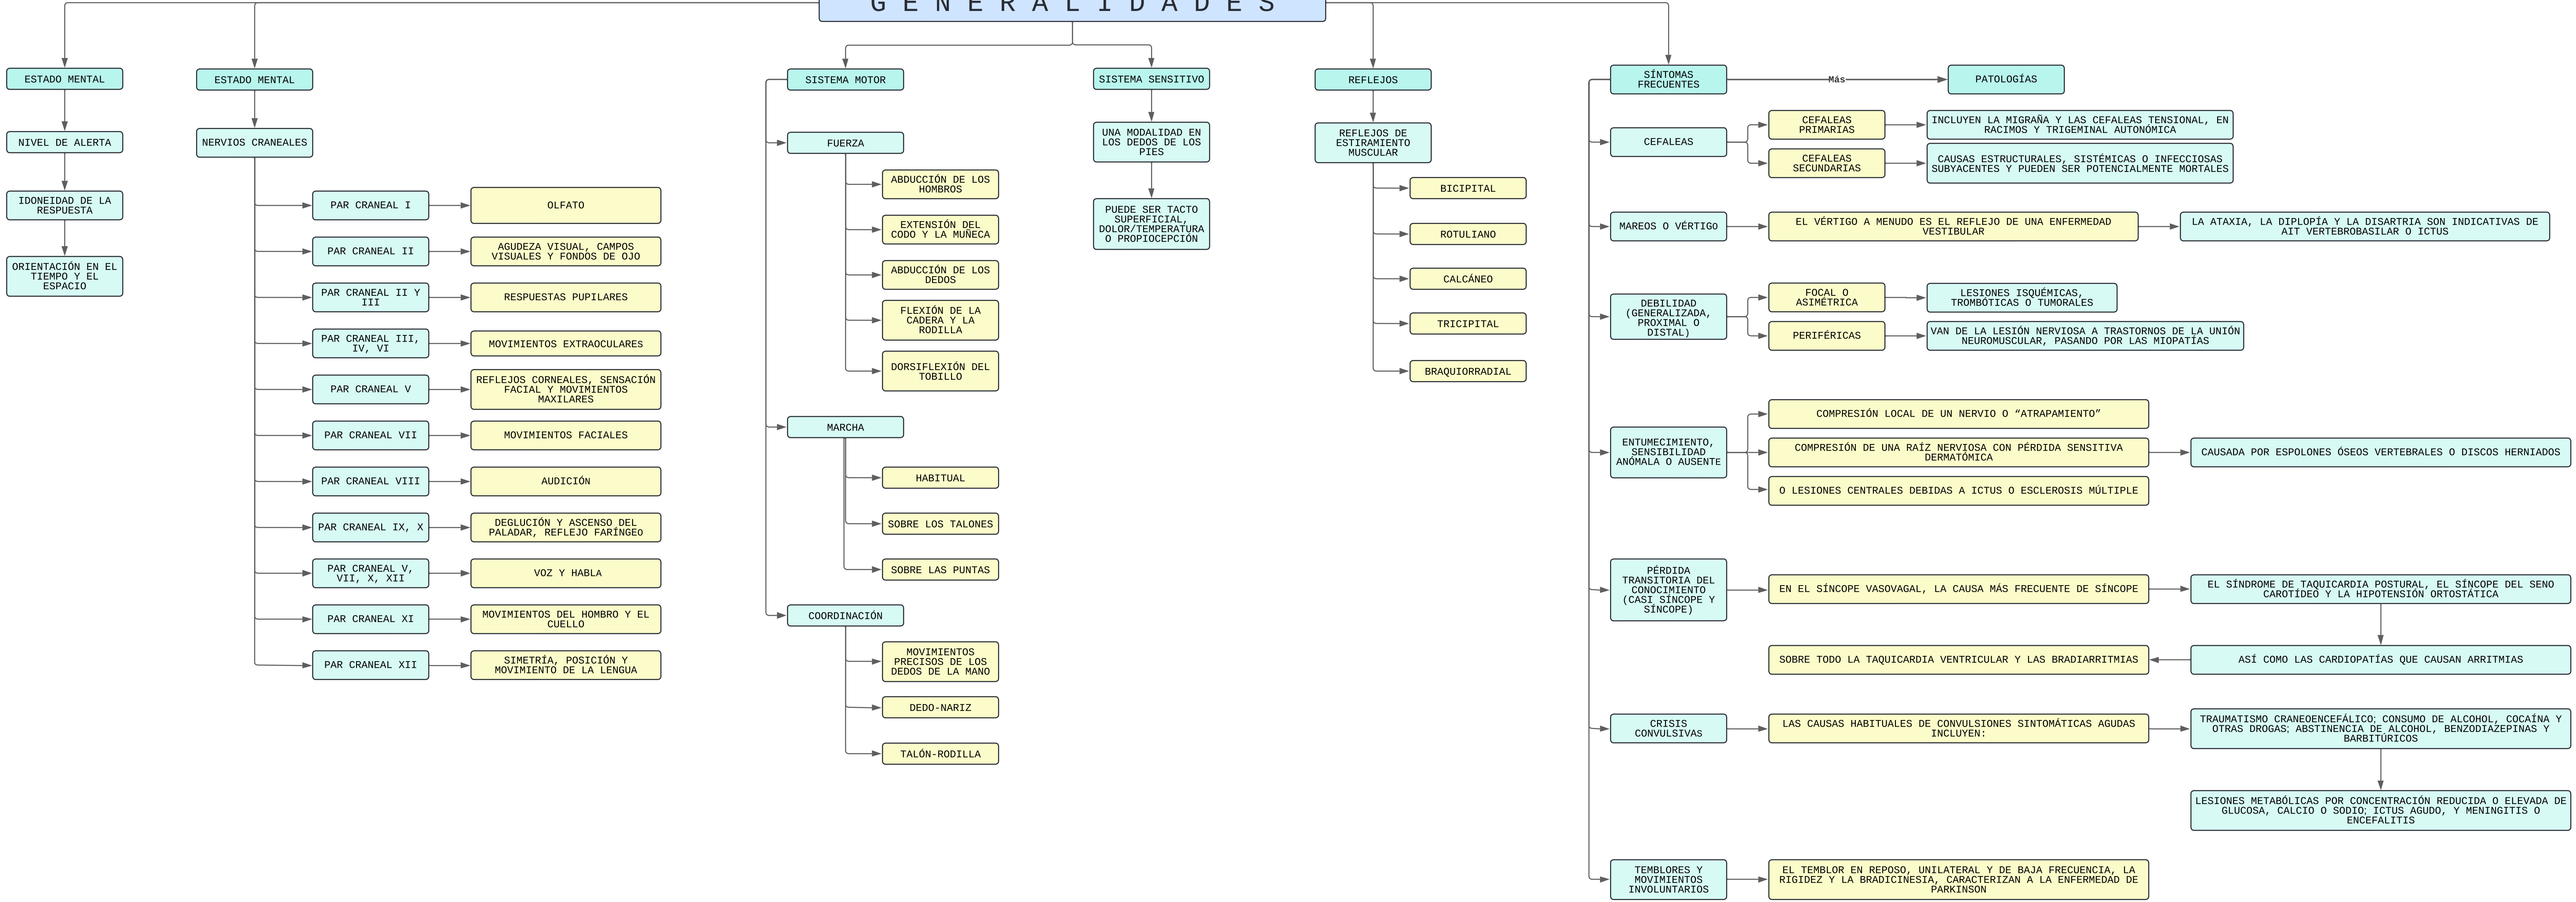 GENERALIDADES
ESTADO MENTAL
NIVEL DE ALERTA
IDONEIDAD DE LA
RESPUESTA
ORIENTACIÓN EN EL
TIEMPO Y EL
ESPACIO
ESTADO MENTAL
NERVIOS CRANEALES
PAR CRANEAL I
OLFATO
PAR CRANEAL II
AGUDEZA VISUAL, CAMPOS
VISUALES Y FONDOS DE OJO
PAR CRANEAL II Y
III
RESPUESTAS PUPILARES
PAR CRANEAL III,
IV, VI
MOVIMIENTOS EXTRAOCULARES
PAR CRANEAL V
REFLEJOS CORNEALES, SENSACIÓN
FACIAL Y MOVIMIENTOS
MAXILARES
PAR CRANEAL VII
MOVIMIENTOS FACIALES
PAR CRANEAL VIII
AUDICIÓN
PAR CRANEAL IX, X
DEGLUCIÓN Y ASCENSO DEL
PALADAR, REFLEJO FARÍNGEO
PAR CRANEAL V,
VII, X, XII
VOZ Y HABLA
PAR CRANEAL XI
MOVIMIENTOS DEL HOMBRO Y EL
CUELLO
PAR CRANEAL XII
SIMETRÍA, POSICIÓN Y
MOVIMIENTO DE LA LENGUA
SISTEMA MOTOR
FUERZA
ABDUCCIÓN DE LOS
HOMBROS
EXTENSIÓN DEL
CODO Y LA MUÑECA
ABDUCCIÓN DE LOS
DEDOS
FLEXIÓN DE LA
CADERA Y LA
RODILLA
DORSIFLEXIÓN DEL
TOBILLO
MARCHA
HABITUAL
SOBRE LOS TALONES
SOBRE LAS PUNTAS
COORDINACIÓN
MOVIMIENTOS
PRECISOS DE LOS
DEDOS DE LA MANO
DEDO-NARIZ
TALÓN-RODILLA
SISTEMA SENSITIVO
UNA MODALIDAD EN
LOS DEDOS DE LOS
PIES
PUEDE SER TACTO
SUPERFICIAL,
DOLOR/TEMPERATURA
O PROPIOCEPCIÓN
REFLEJOS
REFLEJOS DE
ESTIRAMIENTO
MUSCULAR
BICIPITAL
ROTULIANO
CALCÁNEO
TRICIPITAL
BRAQUIORRADIAL
SÍNTOMAS
FRECUENTES
Más
PATOLOGÍAS
CEFALEAS
CEFALEAS
PRIMARIAS
INCLUYEN LA MIGRAÑA Y LAS CEFALEAS TENSIONAL, EN
RACIMOS Y TRIGEMINAL AUTONÓMICA
CEFALEAS
SECUNDARIAS
CAUSAS ESTRUCTURALES, SISTÉMICAS O INFECCIOSAS
SUBYACENTES Y PUEDEN SER POTENCIALMENTE MORTALES
MAREOS O VÉRTIGO
EL VÉRTIGO A MENUDO ES EL REFLEJO DE UNA ENFERMEDAD
VESTIBULAR
LA ATAXIA, LA DIPLOPÍA Y LA DISARTRIA SON INDICATIVAS DE
AIT VERTEBROBASILAR O ICTUS
DEBILIDAD
(GENERALIZADA,
PROXIMAL O
DISTAL)
FOCAL O
ASIMÉTRICA
LESIONES ISQUÉMICAS,
TROMBÓTICAS O TUMORALES
PERIFÉRICAS
VAN DE LA LESIÓN NERVIOSA A TRASTORNOS DE LA UNIÓN
NEUROMUSCULAR, PASANDO POR LAS MIOPATÍAS
ENTUMECIMIENTO,
SENSIBILIDAD
ANÓMALA O AUSENTE
COMPRESIÓN LOCAL DE UN NERVIO O “ATRAPAMIENTO”
COMPRESIÓN DE UNA RAÍZ NERVIOSA CON PÉRDIDA SENSITIVA
DERMATÓMICA
CAUSADA POR ESPOLONES ÓSEOS VERTEBRALES O DISCOS HERNIADOS
O LESIONES CENTRALES DEBIDAS A ICTUS O ESCLEROSIS MÚLTIPLE
PÉRDIDA
TRANSITORIA DEL
CONOCIMIENTO
(CASI SÍNCOPE Y
SÍNCOPE)
EN EL SÍNCOPE VASOVAGAL, LA CAUSA MÁS FRECUENTE DE SÍNCOPE
EL SÍNDROME DE TAQUICARDIA POSTURAL, EL SÍNCOPE DEL SENO
CAROTÍDEO Y LA HIPOTENSIÓN ORTOSTÁTICA
SOBRE TODO LA TAQUICARDIA VENTRICULAR Y LAS BRADIARRITMIAS
ASÍ COMO LAS CARDIOPATÍAS QUE CAUSAN ARRITMIAS
CRISIS
CONVULSIVAS
LAS CAUSAS HABITUALES DE CONVULSIONES SINTOMÁTICAS AGUDAS
INCLUYEN:
TRAUMATISMO CRANEOENCEFÁLICO; CONSUMO DE ALCOHOL, COCAÍNA Y
OTRAS DROGAS; ABSTINENCIA DE ALCOHOL, BENZODIAZEPINAS Y
BARBITÚRICOS
LESIONES METABÓLICAS POR CONCENTRACIÓN REDUCIDA O ELEVADA DE
GLUCOSA, CALCIO O SODIO; ICTUS AGUDO, Y MENINGITIS O
ENCEFALITIS
TEMBLORES Y
MOVIMIENTOS
INVOLUNTARIOS
EL TEMBLOR EN REPOSO, UNILATERAL Y DE BAJA FRECUENCIA, LA
RIGIDEZ Y LA BRADICINESIA, CARACTERIZAN A LA ENFERMEDAD DE
PARKINSON